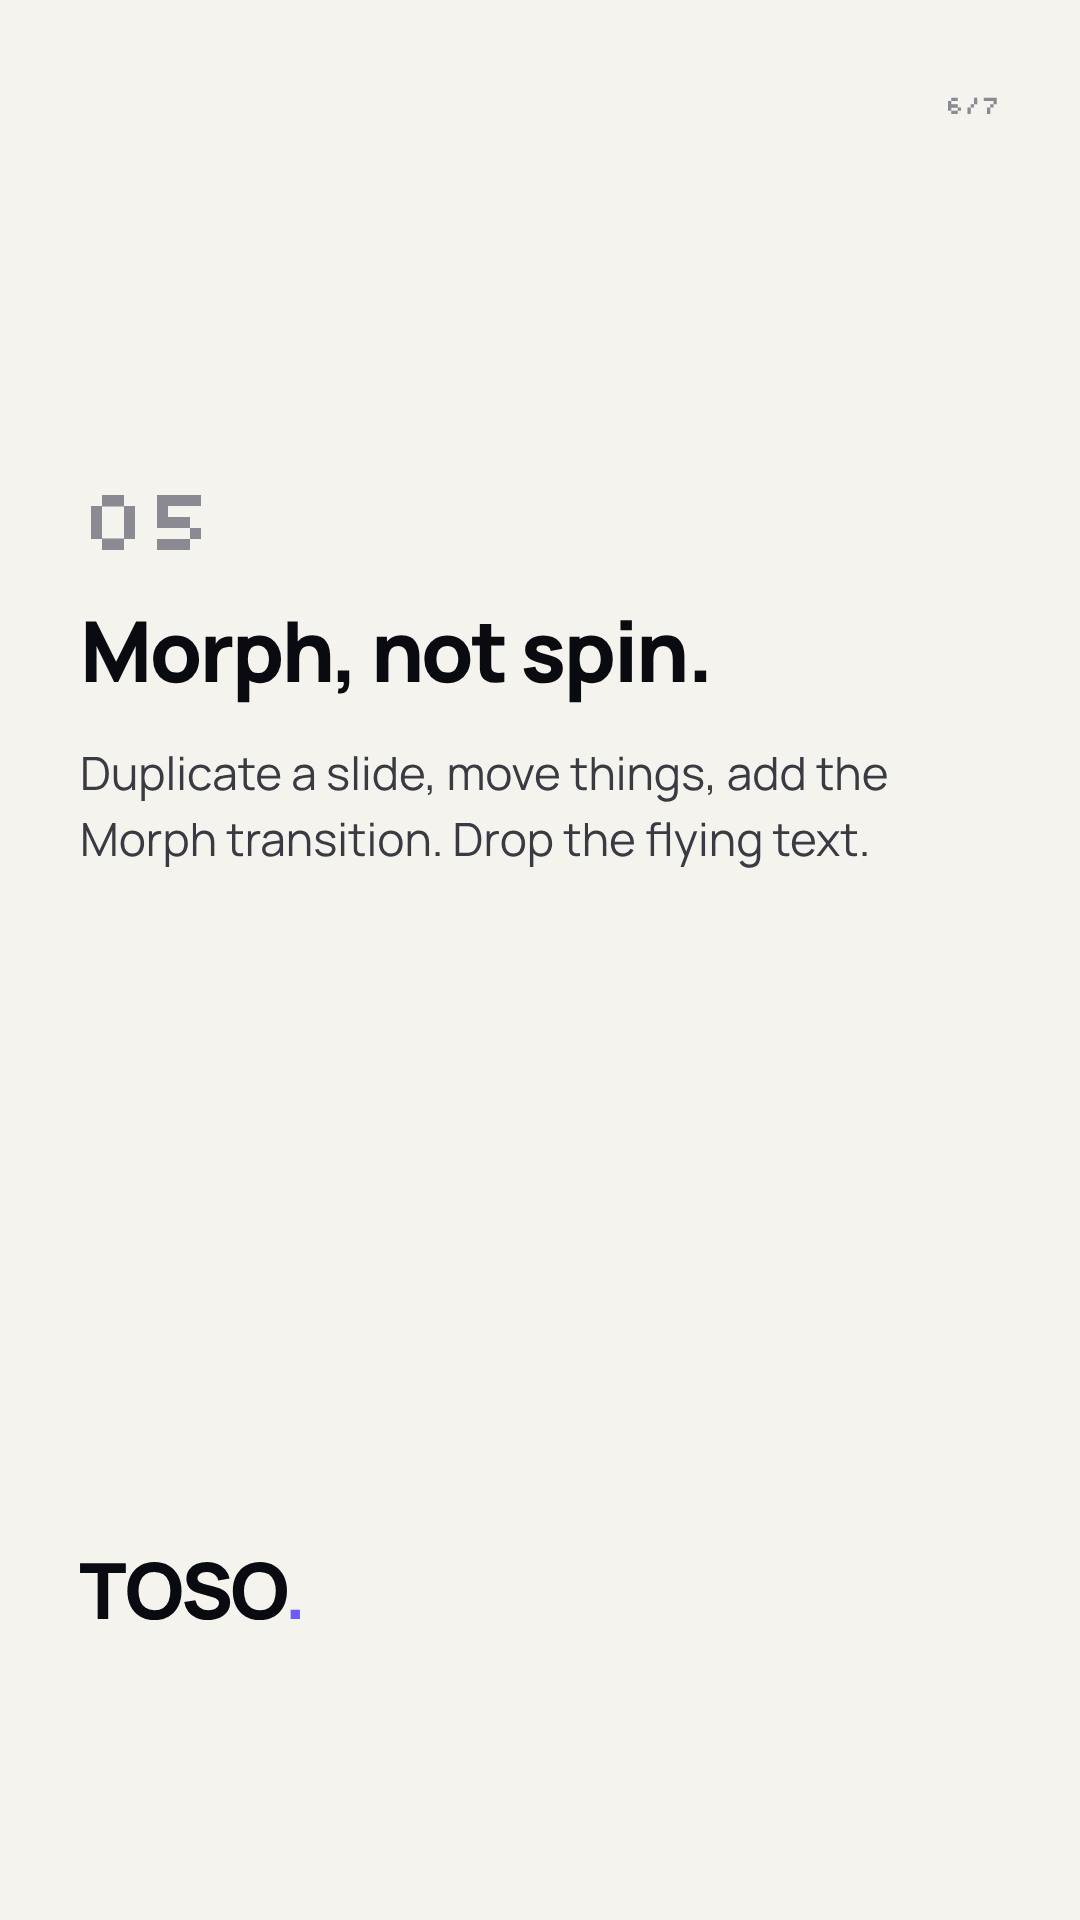 6/7
05
Morph, not spin.
Duplicate a slide, move things, add the
Morph transition. Drop the flying text.
TOSO.